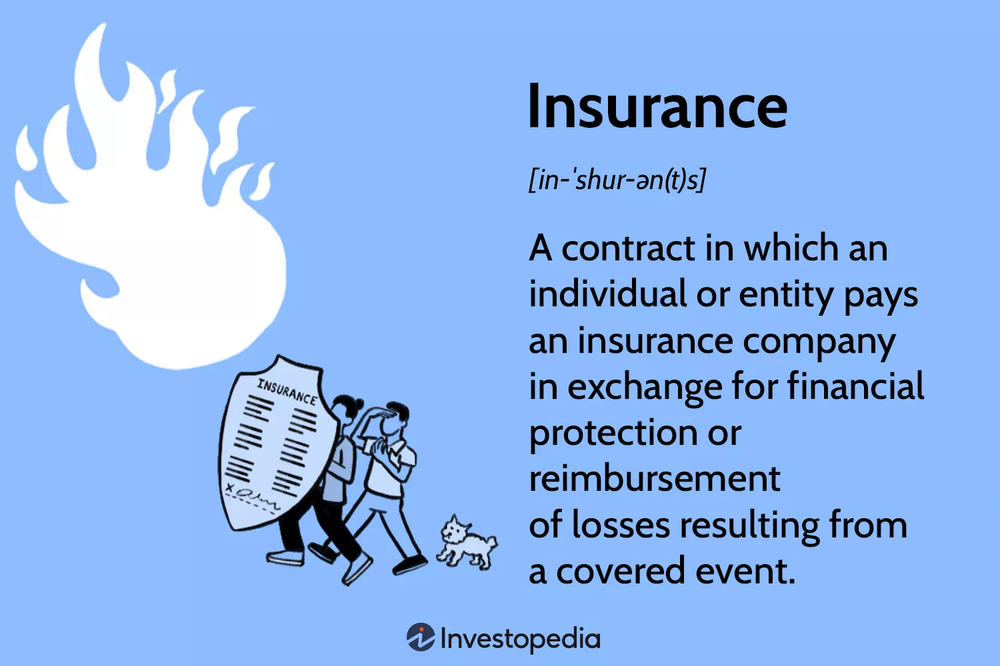 Insurance
[in-ˈshur-ən(t)s]
A contract in which an
individual or entity pays
an insurance company
in exchange for financial
protection or
reimbursement
of losses resulting from
a covered event.
INSURANCE
x
Investopedia